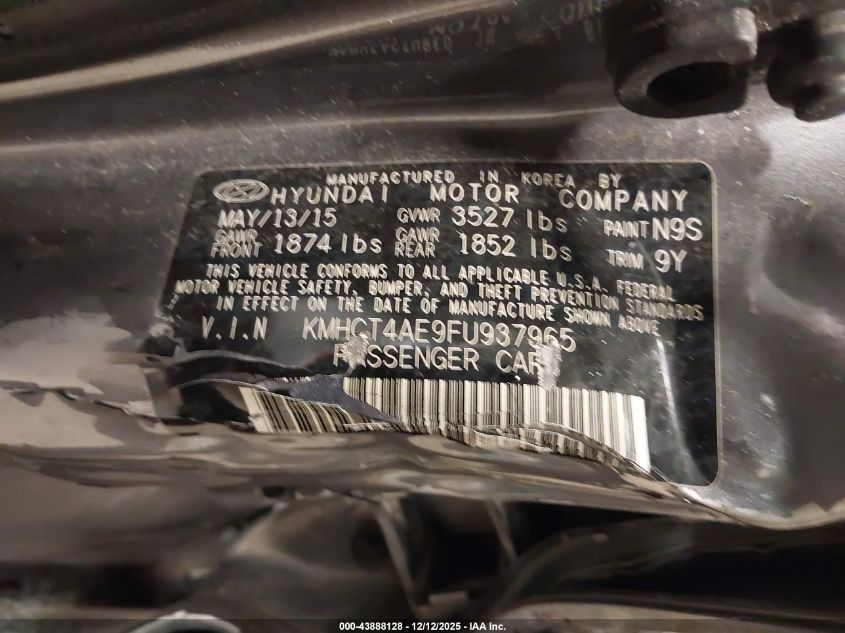 MANUFACTURED IN KOREA BY
HYUNDAI MOTOR COMPANY
MAY/13/15 GVWR 3527 lbs PAINT N9S
GAWR FRONT 1874 lbs GAWR REAR 1852 lbs TRIM 9Y
THIS VEHICLE CONFORMS TO ALL APPLICABLE U.S.A. FEDERAL
MOTOR VEHICLE SAFETY, BUMPER, AND THEFT PREVENTION STANDARDS
IN EFFECT ON THE DATE OF MANUFACTURE SHOWN ABOVE
V.I.N KMHCT4AE9FU937965
PASSENGER CAR
000-43888128 - 12/12/2025 - IAA Inc.